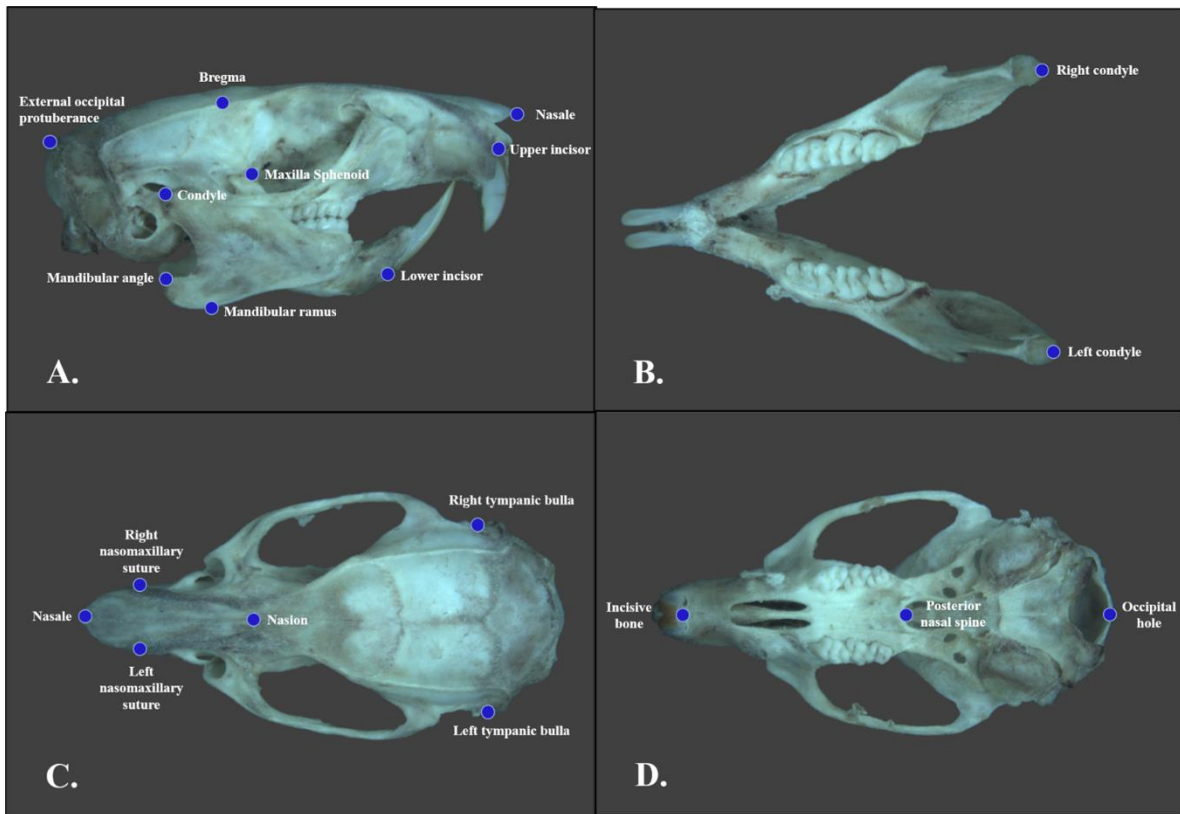 Bregma
External occipital
protuberance
Nasale
Upper incisor
Maxilla Sphenoid
Condyle
Mandibular angle
Lower incisor
Mandibular ramus
A.
Right condyle
Left condyle
B.
Right tympanic bulla
Right
nasomaxillary
suture
Nasale
Nasion
Left
nasomaxillary
suture
Left tympanic bulla
C.
Incisive
bone
Posterior
nasal spine
Occipital
hole
D.